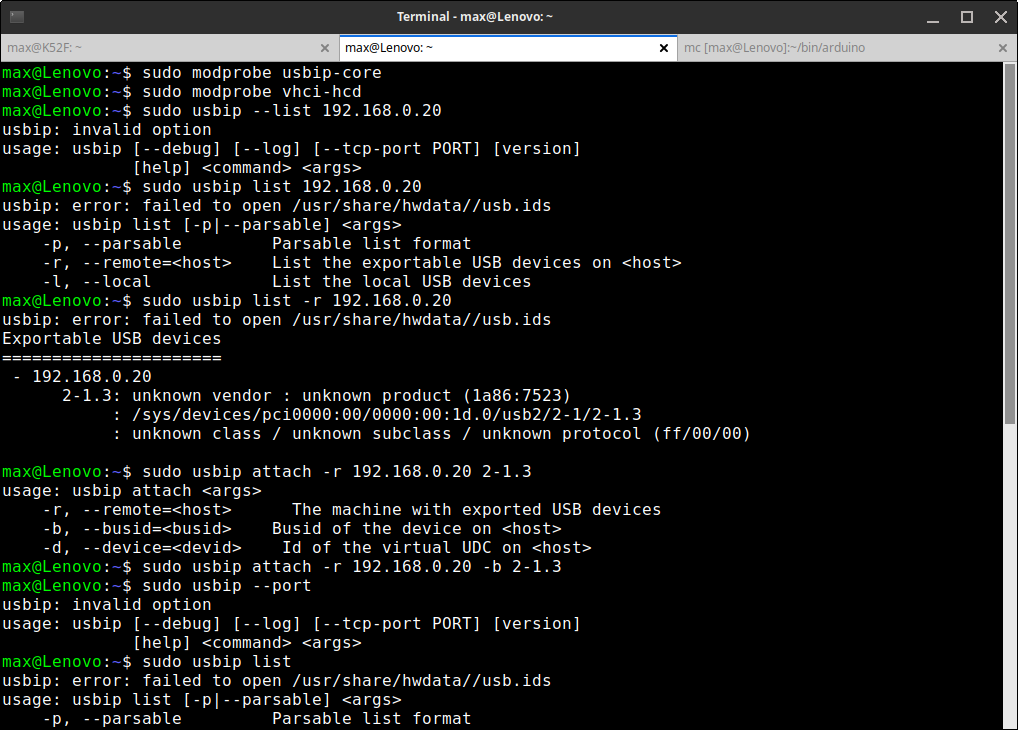 Terminal - max@Lenovo: ~
max@K52F: ~
max@Lenovo: ~
mc [max@Lenovo]:~/bin/arduino
max@Lenovo:~$ sudo modprobe usbip-core
max@Lenovo:~$ sudo modprobe vhci-hcd
max@Lenovo:~$ sudo usbip --list 192.168.0.20
usbip: invalid option
usage: usbip [--debug] [--log] [--tcp-port PORT] [version]
             [help] <command> <args>
max@Lenovo:~$ sudo usbip list 192.168.0.20
usbip: error: failed to open /usr/share/hwdata//usb.ids
usage: usbip list [-p|--parsable] <args>
    -p, --parsable         Parsable list format
    -r, --remote=<host>    List the exportable USB devices on <host>
    -l, --local            List the local USB devices
max@Lenovo:~$ sudo usbip list -r 192.168.0.20
usbip: error: failed to open /usr/share/hwdata//usb.ids
Exportable USB devices
======================
 - 192.168.0.20
      2-1.3: unknown vendor : unknown product (1a86:7523)
           : /sys/devices/pci0000:00/0000:00:1d.0/usb2/2-1/2-1.3
           : unknown class / unknown subclass / unknown protocol (ff/00/00)

max@Lenovo:~$ sudo usbip attach -r 192.168.0.20 2-1.3
usage: usbip attach <args>
    -r, --remote=<host>      The machine with exported USB devices
    -b, --busid=<busid>    Busid of the device on <host>
    -d, --device=<devid>    Id of the virtual UDC on <host>
max@Lenovo:~$ sudo usbip attach -r 192.168.0.20 -b 2-1.3
max@Lenovo:~$ sudo usbip --port
usbip: invalid option
usage: usbip [--debug] [--log] [--tcp-port PORT] [version]
             [help] <command> <args>
max@Lenovo:~$ sudo usbip list
usbip: error: failed to open /usr/share/hwdata//usb.ids
usage: usbip list [-p|--parsable] <args>
    -p, --parsable         Parsable list format